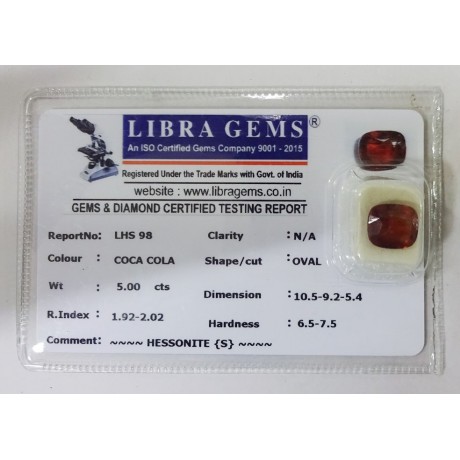 LIBRA GEMS®
An ISO Certified Gems Company 9001 - 2015
Registered Under the Trade Marks with Govt. of India
website : www.libragems.co.in
GEMS & DIAMOND CERTIFIED TESTING REPORT
ReportNo: LHS 98 Clarity : N/A
Colour : COCA COLA Shape/cut : OVAL
Wt : 5.00 cts Dimension : 10.5-9.2-5.4
R.Index : 1.92-2.02 Hardness : 6.5-7.5
Comment: ~~~~ HESSONITE {S} ~~~~